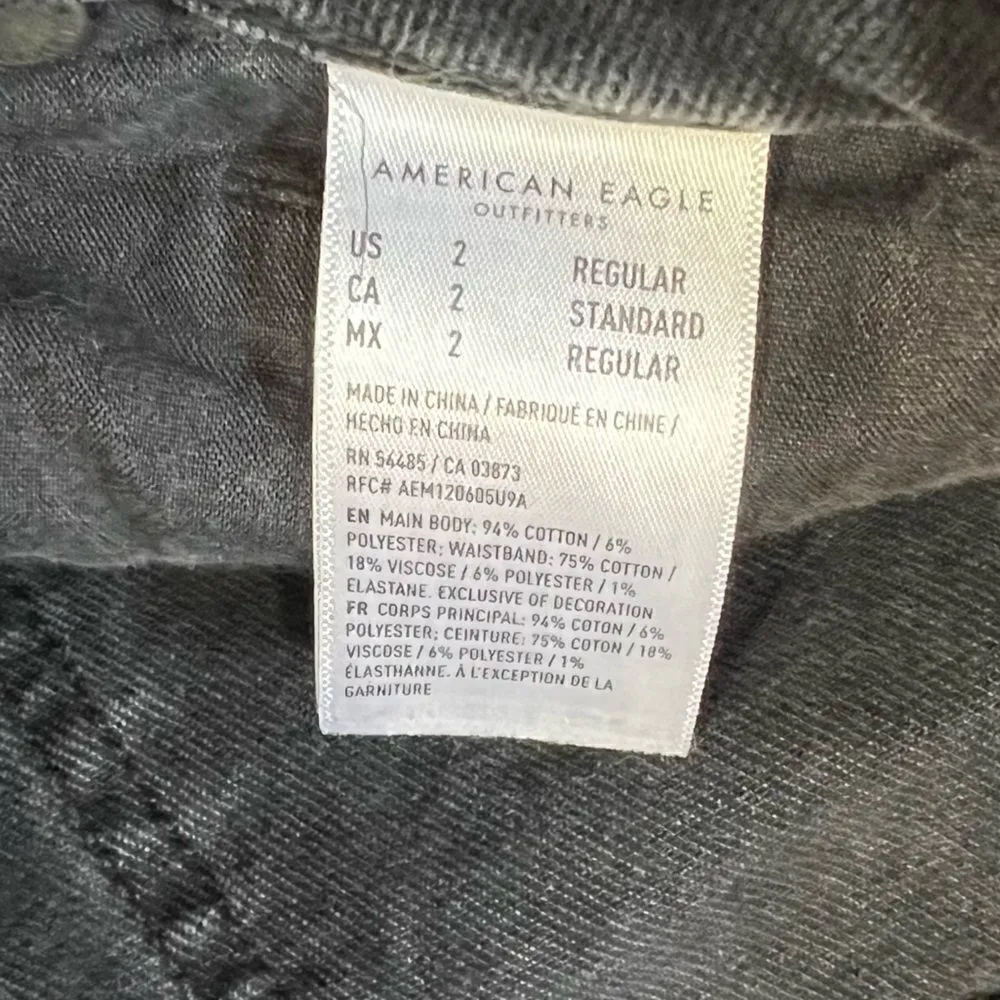 AMERICAN EAGLE
OUTFITTERS
US 2 REGULAR
CA 2 STANDARD
MX 2 REGULAR
MADE IN CHINA / FABRIQUÉ EN CHINE /
HECHO EN CHINA
RN 54485 / CA 03873
RFC# AEM120605U9A
EN MAIN BODY: 94% COTTON / 6%
POLYESTER; WAISTBAND: 75% COTTON /
18% VISCOSE / 6% POLYESTER / 1%
ELASTANE. EXCLUSIVE OF DECORATION
FR CORPS PRINCIPAL: 94% COTON / 6%
POLYESTER; CEINTURE: 75% COTON / 18%
VISCOSE / 6% POLYESTER / 1%
ÉLASTHANNE. À L'EXCEPTION DE LA
GARNITURE